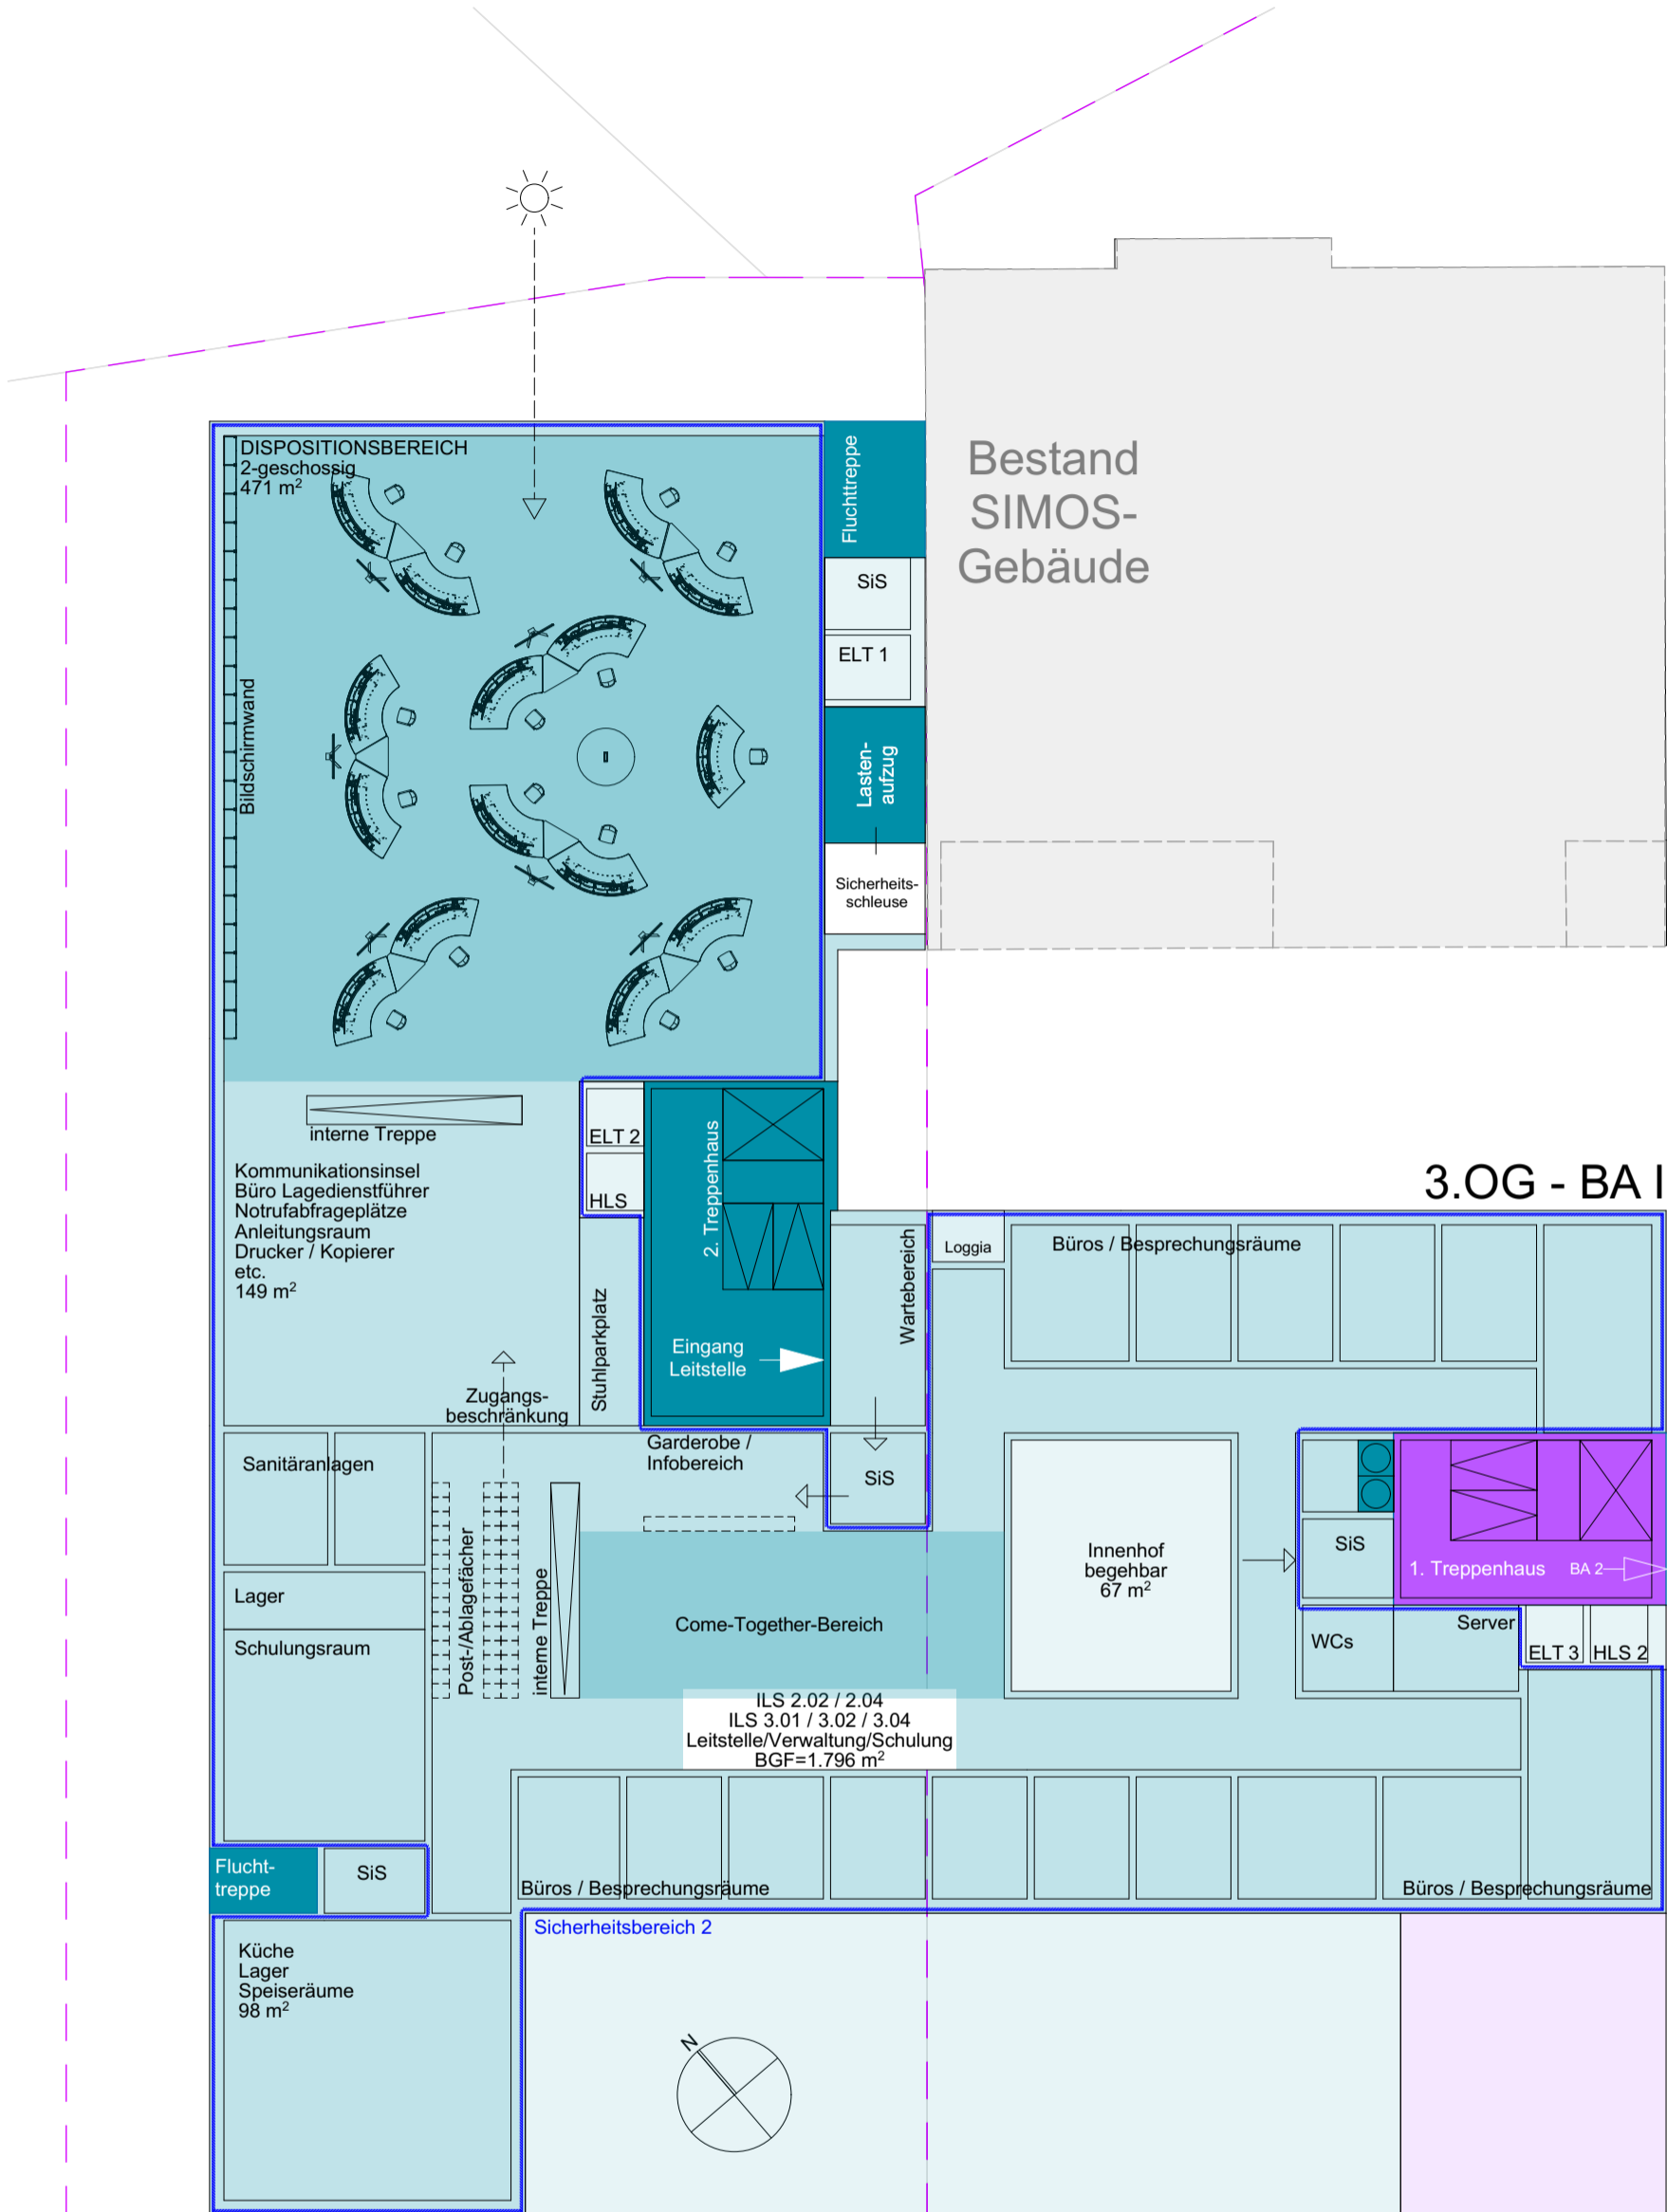 DISPOSITIONSBEREICH
2-geschossig
471 m²
Bildschirmwand
Fluchttreppe
SiS
ELT 1
Lasten-
aufzug
Sicherheits-
schleuse
Bestand
SIMOS-
Gebäude
interne Treppe
Kommunikationsinsel
Büro Lagedienstführer
Notrufabfrageplätze
Anleitungsraum
Drucker / Kopierer
etc.
149 m²
ELT 2
HLS
2. Treppenhaus
Eingang
Leitstelle
Stuhlparkplatz
Wartebereich
3.OG - BA I
Loggia
Büros / Besprechungsräume
Zugangs-
beschränkung
Garderobe /
Infobereich
SiS
Sanitäranlagen
Lager
Schulungsraum
Post-/Ablagefächer
interne Treppe
Come-Together-Bereich
Innenhof
begehbar
67 m²
SiS
1. Treppenhaus
BA 2
WCs
Server
ELT 3
HLS 2
ILS 2.02 / 2.04
ILS 3.01 / 3.02 / 3.04
Leitstelle/Verwaltung/Schulung
BGF=1.796 m²
Flucht-
treppe
SiS
Büros / Besprechungsräume
Büros / Besprechungsräume
Sicherheitsbereich 2
Küche
Lager
Speiseräume
98 m²
N